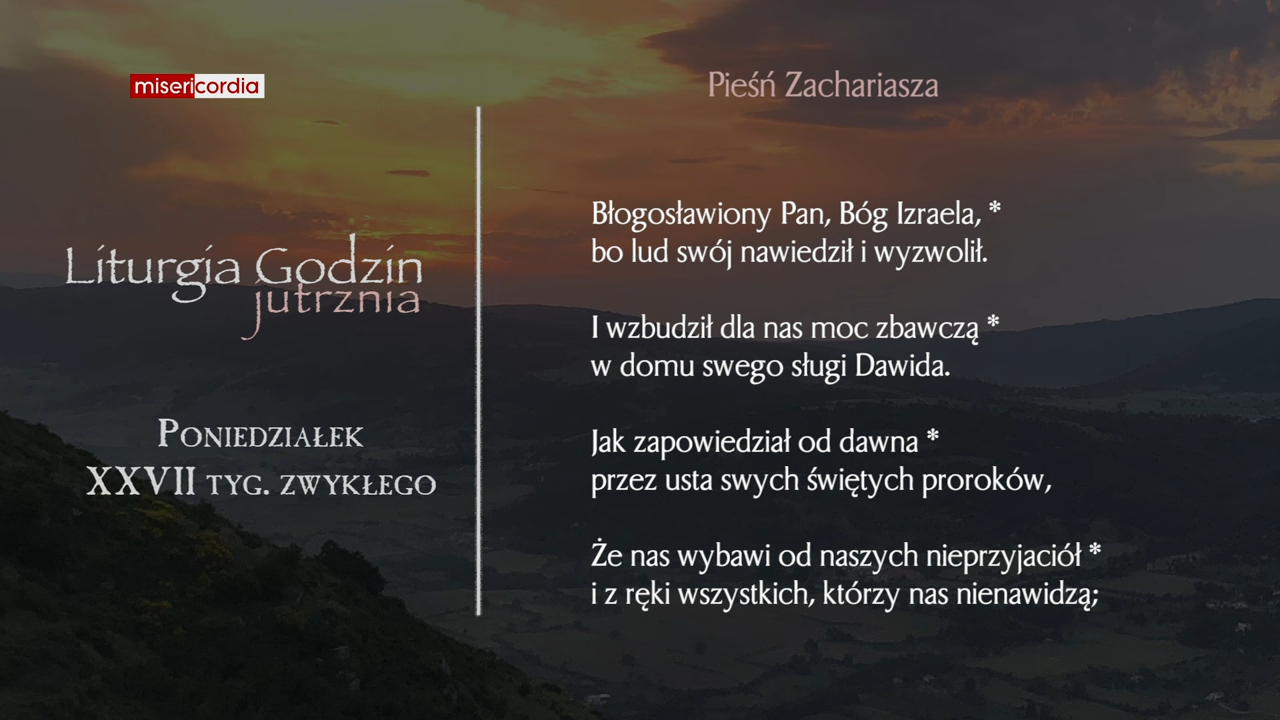 misericordia
Liturgia Godzin
jutrznia
Poniedziałek
XXVII tyg. zwykłego
Pieśń Zachariasza
Błogosławiony Pan, Bóg Izraela, *
bo lud swój nawiedził i wyzwolił.
I wzbudził dla nas moc zbawczą *
w domu swego sługi Dawida.
Jak zapowiedział od dawna *
przez usta swych świętych proroków,
Że nas wybawi od naszych nieprzyjaciół *
i z ręki wszystkich, którzy nas nienawidzą;